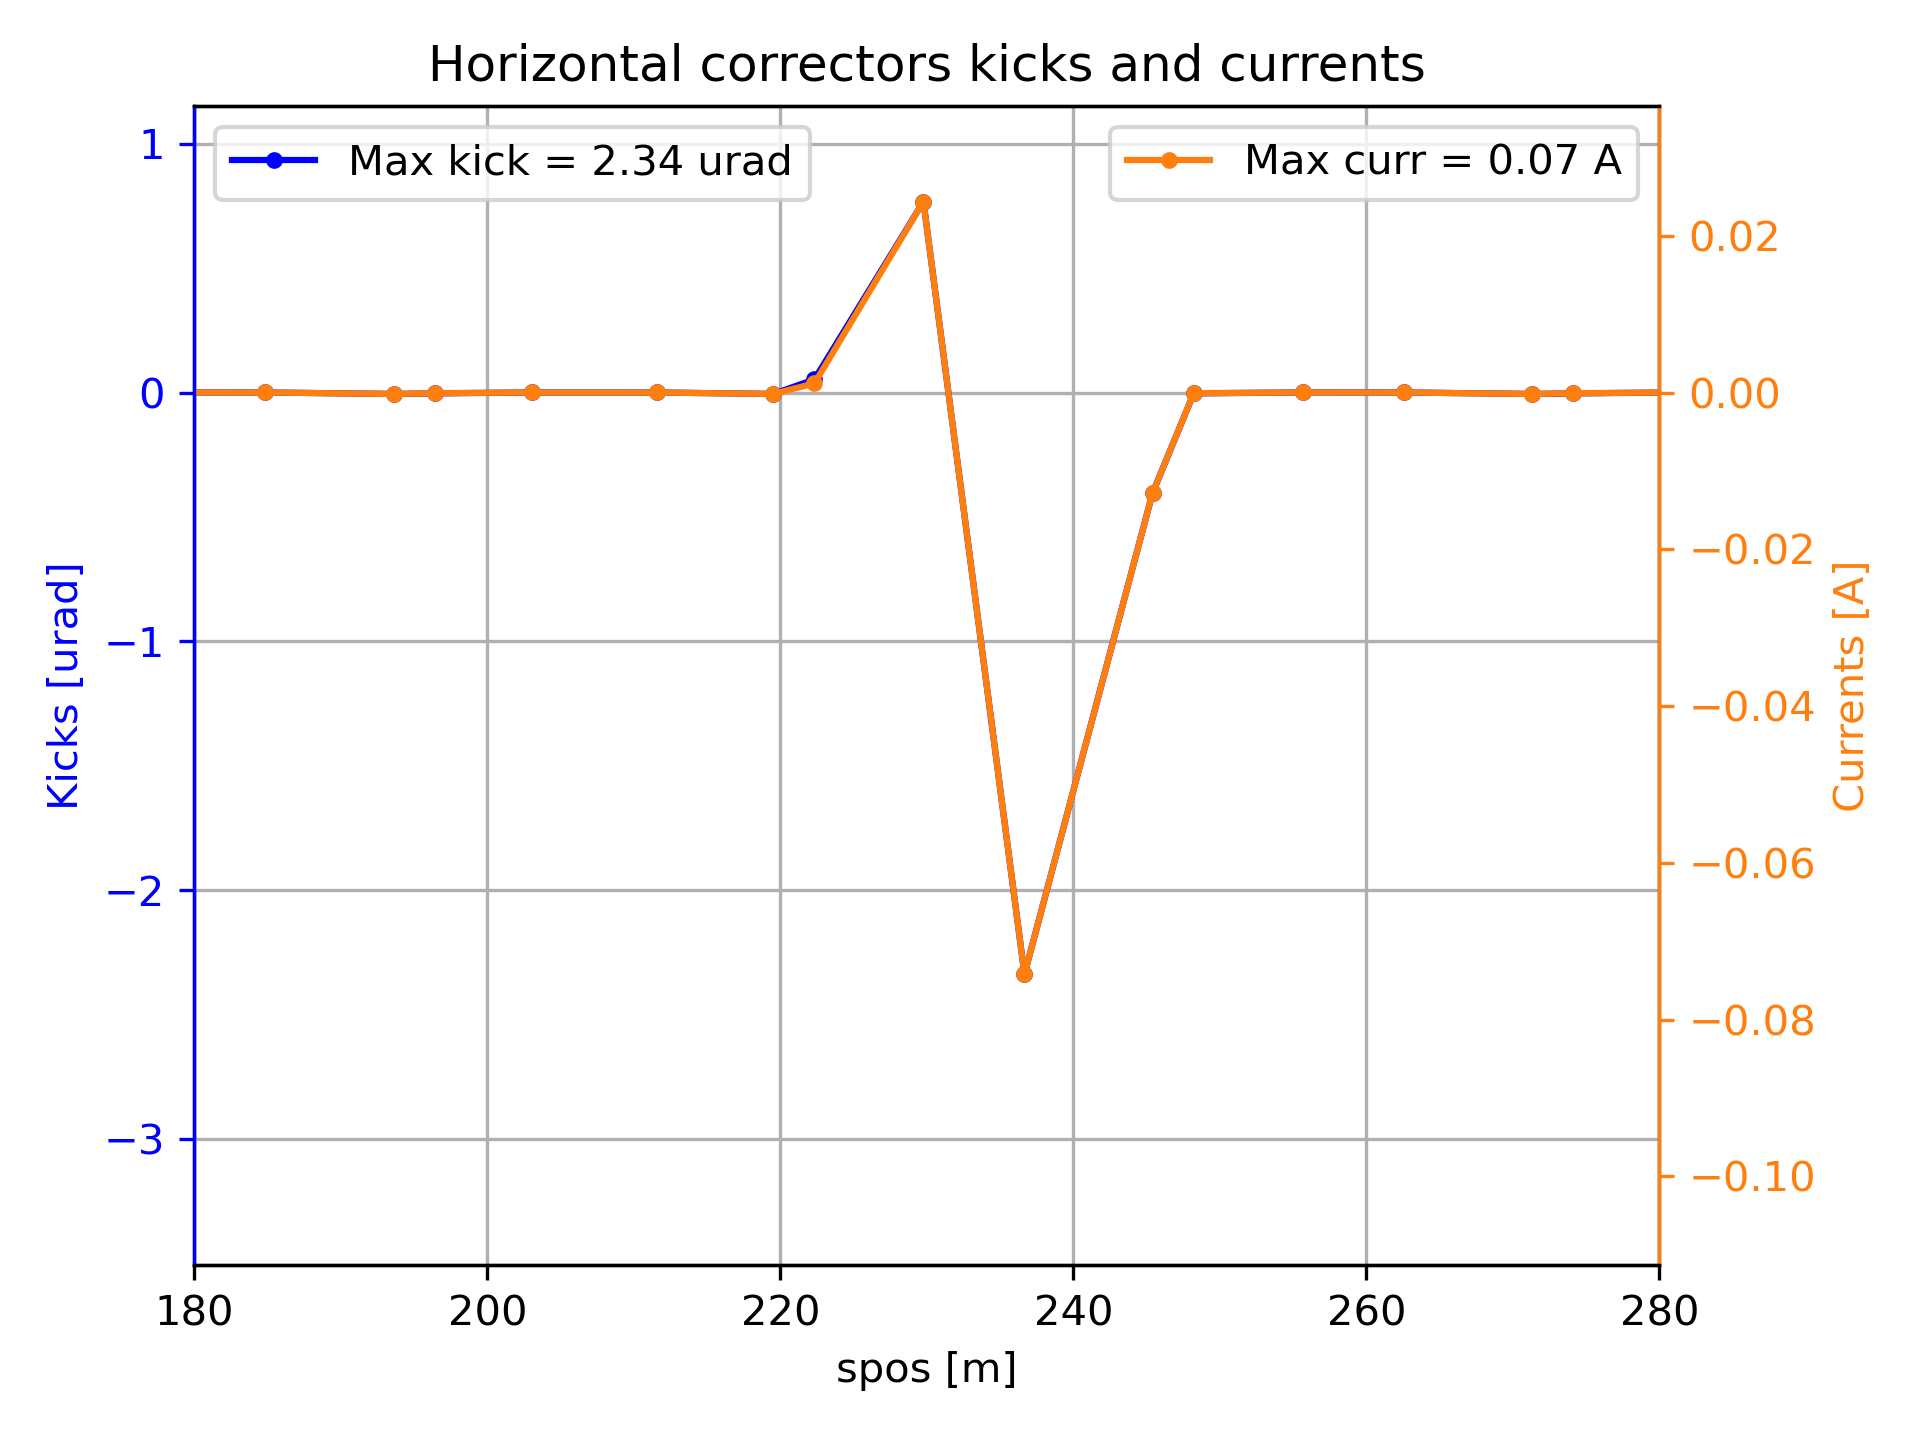 Horizontal correctors kicks and currents
Max kick = 2.34 urad
Max curr = 0.07 A
1
0
−1
−2
−3
Kicks [urad]
0.02
0.00
−0.02
−0.04
−0.06
−0.08
−0.10
Currents [A]
180 200 220 240 260 280
spos [m]